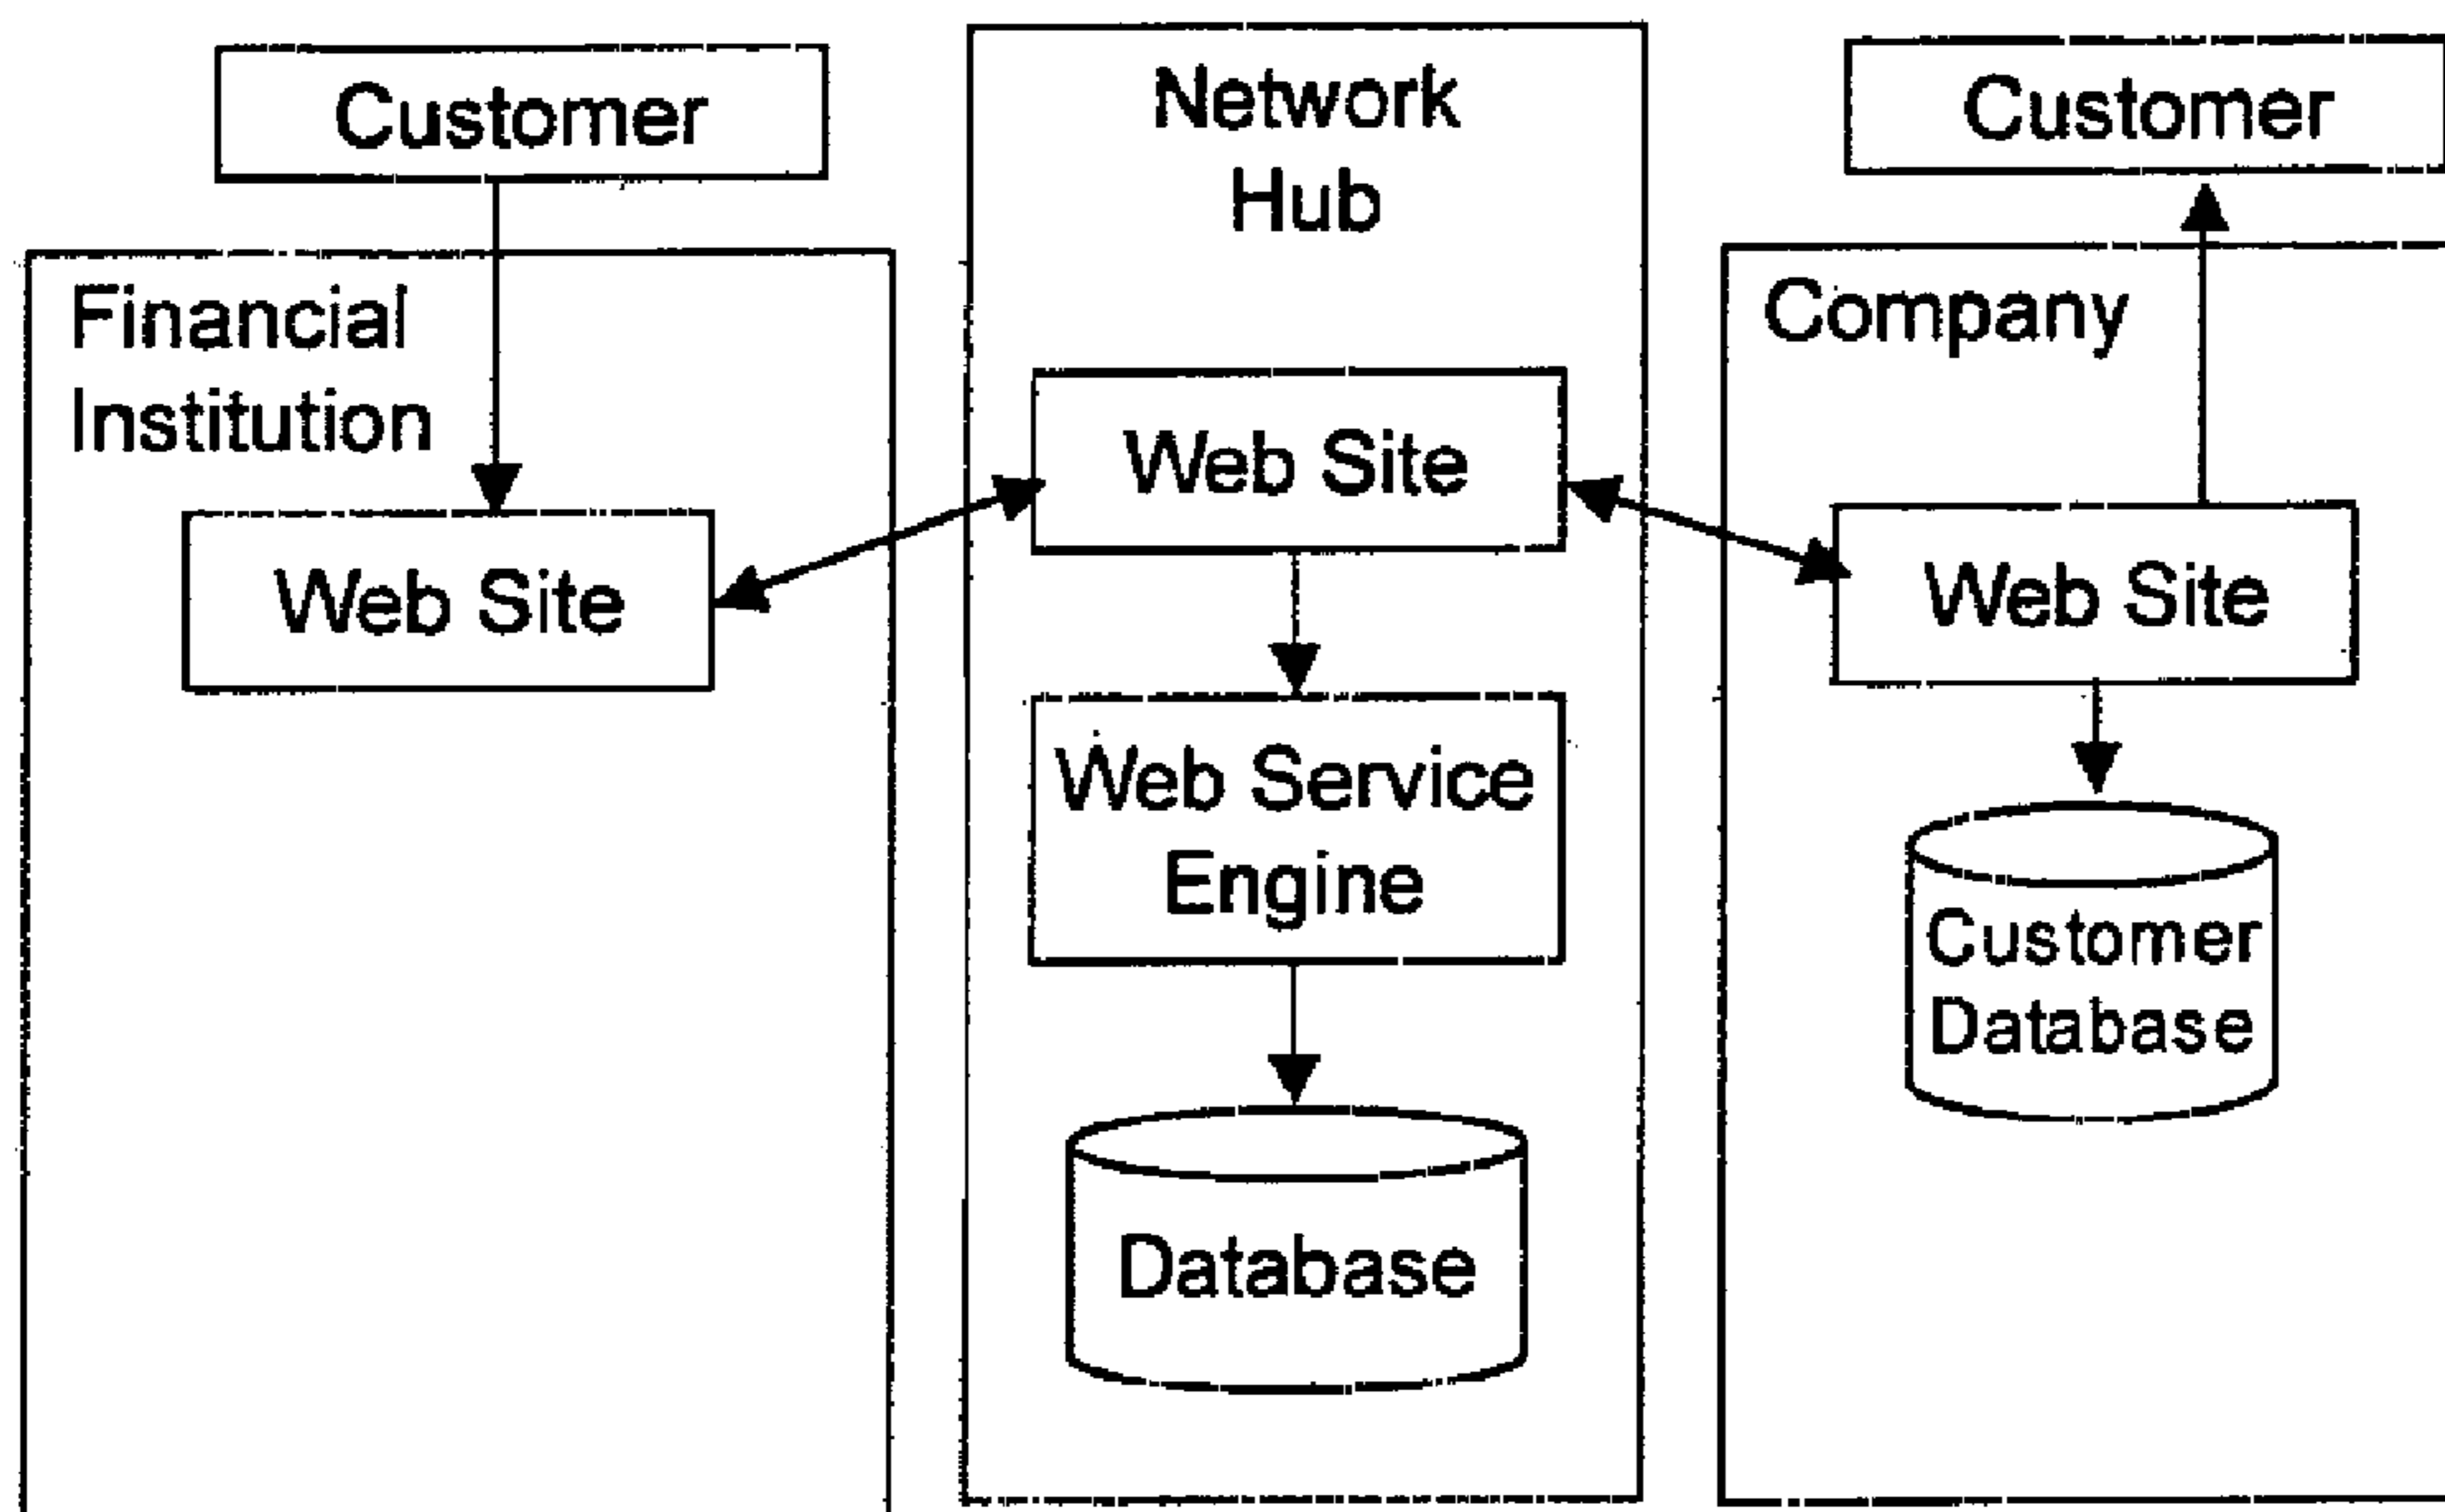 Customer
Financial
Institution
Web Site
Network
Hub
Web Site
Web Service
Engine
Database
Customer
Company
Web Site
Customer
Database